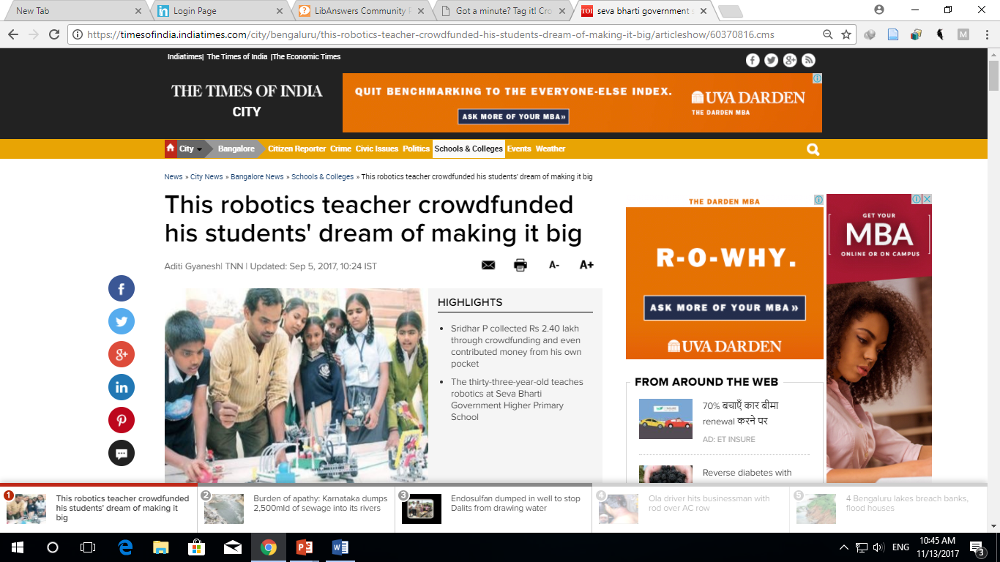 New Tab
Login Page
LibAnswers Community
Got a minute? Tag it! Cro
TOI
seva bharti government
https://timesofindia.indiatimes.com/city/bengaluru/this-robotics-teacher-crowdfunded-his-students-dream-of-making-it-big/articleshow/60370816.cms
M
Indiatimes| The Times of India |The Economic Times
THE TIMES OF INDIA
CITY
QUIT BENCHMARKING TO THE EVERYONE-ELSE INDEX.
ASK MORE OF YOUR MBA»
UVA DARDEN
THE DARDEN MBA
City Bangalore Citizen Reporter Crime Civic Issues Politics Schools & Colleges Events Weather
News » City News » Bangalore News » Schools & Colleges » This robotics teacher crowdfunded his students' dream of making it big
This robotics teacher crowdfunded
his students' dream of making it big
Aditi Gyanesh| TNN | Updated: Sep 5, 2017, 10:24 IST
A- A+
HIGHLIGHTS
• Sridhar P collected Rs 2.40 lakh
through crowdfunding and even
contributed money from his own
pocket
• The thirty-three-year-old teaches
robotics at Seva Bharti
Government Higher Primary
School
THE DARDEN MBA
R-O-WHY.
ASK MORE OF YOUR MBA»
UVA DARDEN
GET YOUR
MBA
ONLINE OR ON CAMPUS
FROM AROUND THE WEB
70% बचाएँ कार बीमा
renewal करने पर
AD: ET INSURE
Reverse diabetes with
1
This robotics teacher crowdfunded
his students' dream of making it
big
2
Burden of apathy: Karnataka dumps
2,500mld of sewage into its rivers
3
Endosulfan dumped in well to stop
Dalits from drawing water
4
Ola driver hits businessman with
rod over AC row
5
4 Bengaluru lakes breach banks,
flood houses
ENG
10:45 AM
11/13/2017
3